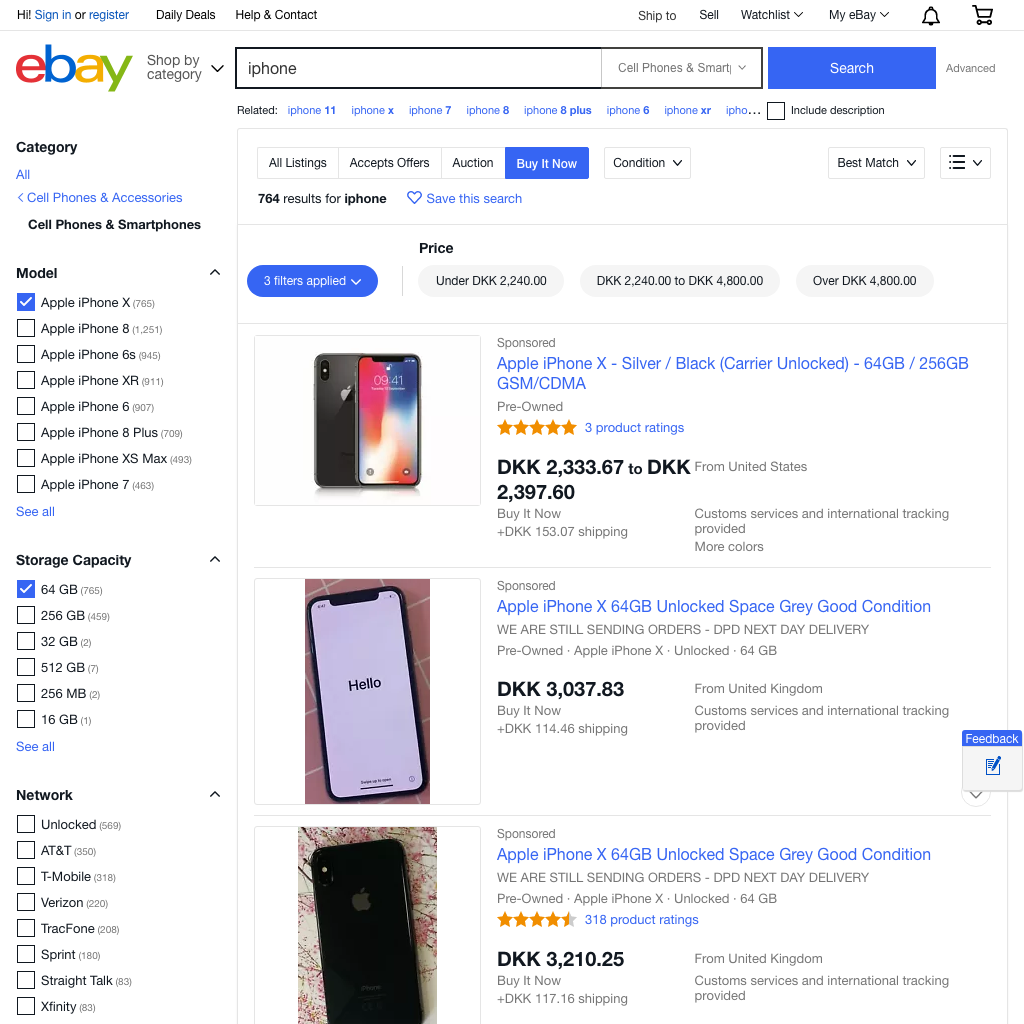 Hi! Sign in or register
Daily Deals
Help & Contact
Ship to
Sell
Watchlist
My eBay
ebay
Shop by
category
iphone
Cell Phones & Smart
Search
Advanced
Related: iphone 11 iphone x iphone 7 iphone 8 iphone 8 plus iphone 6 iphone xr ipho...
Include description
Category
All
Cell Phones & Accessories
Cell Phones & Smartphones
Model
Apple iPhone X (765)
Apple iPhone 8 (1,251)
Apple iPhone 6s (945)
Apple iPhone XR (911)
Apple iPhone 6 (907)
Apple iPhone 8 Plus (709)
Apple iPhone XS Max (493)
Apple iPhone 7 (463)
See all
Storage Capacity
64 GB (765)
256 GB (459)
32 GB (2)
512 GB (7)
256 MB (2)
16 GB (1)
See all
Network
Unlocked (569)
AT&T (350)
T-Mobile (318)
Verizon (220)
TracFone (208)
Sprint (180)
Straight Talk (83)
Xfinity (83)
All Listings
Accepts Offers
Auction
Buy It Now
Condition
Best Match
764 results for iphone
Save this search
Price
3 filters applied
Under DKK 2,240.00
DKK 2,240.00 to DKK 4,800.00
Over DKK 4,800.00
09:41
Sponsored
Apple iPhone X - Silver / Black (Carrier Unlocked) - 64GB / 256GB
GSM/CDMA
Pre-Owned
3 product ratings
DKK 2,333.67 to DKK
2,397.60
Buy It Now
+DKK 153.07 shipping
From United States
Customs services and international tracking
provided
More colors
Hello
Swipe up to open
Sponsored
Apple iPhone X 64GB Unlocked Space Grey Good Condition
WE ARE STILL SENDING ORDERS - DPD NEXT DAY DELIVERY
Pre-Owned · Apple iPhone X · Unlocked · 64 GB
DKK 3,037.83
Buy It Now
+DKK 114.46 shipping
From United Kingdom
Customs services and international tracking
provided
Feedback
iPhone
Sponsored
Apple iPhone X 64GB Unlocked Space Grey Good Condition
WE ARE STILL SENDING ORDERS - DPD NEXT DAY DELIVERY
Pre-Owned · Apple iPhone X · Unlocked · 64 GB
318 product ratings
DKK 3,210.25
Buy It Now
+DKK 117.16 shipping
From United Kingdom
Customs services and international tracking
provided